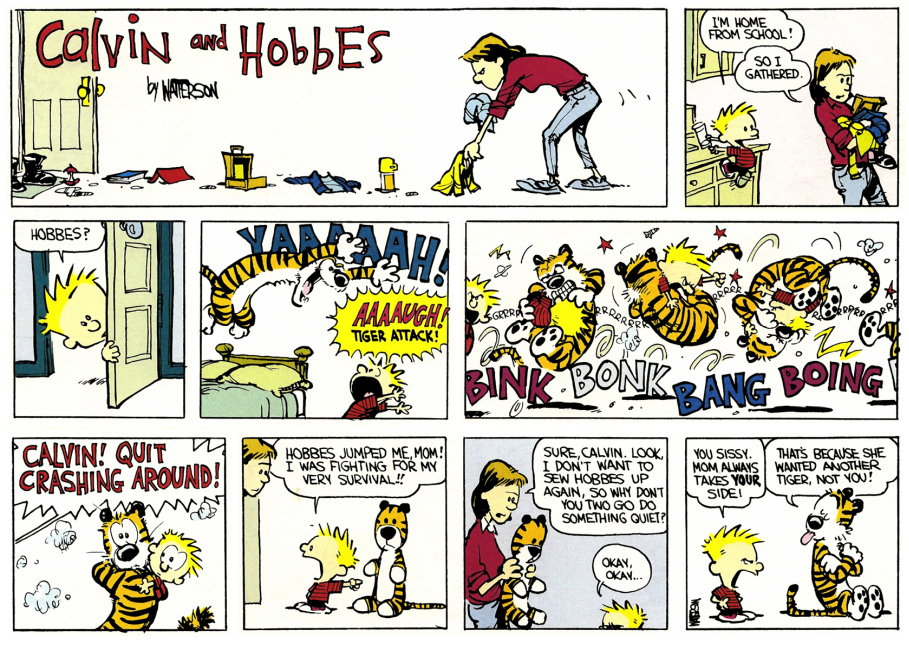 Calvin and Hobbes
by WATTERSON
I'M HOME
FROM SCHOOL!
SO I
GATHERED.
HOBBES?
YAAAAAAH!
AAAAUGH!
TIGER ATTACK!
GRRR
RRRRRRR
RRRR
RRRRRR
BINK BONK BANG BOING
CALVIN! QUIT
CRASHING AROUND!
HOBBES JUMPED ME, MOM!
I WAS FIGHTING FOR MY
VERY SURVIVAL!!
SURE, CALVIN. LOOK,
I DON'T WANT TO
SEW HOBBES UP
AGAIN, SO WHY DON'T
YOU TWO GO DO
SOMETHING QUIET?
OKAY,
OKAY...
YOU SISSY.
MOM ALWAYS
TAKES YOUR
SIDE!
THAT'S BECAUSE SHE
WANTED ANOTHER
TIGER, NOT YOU!
WATTERSON